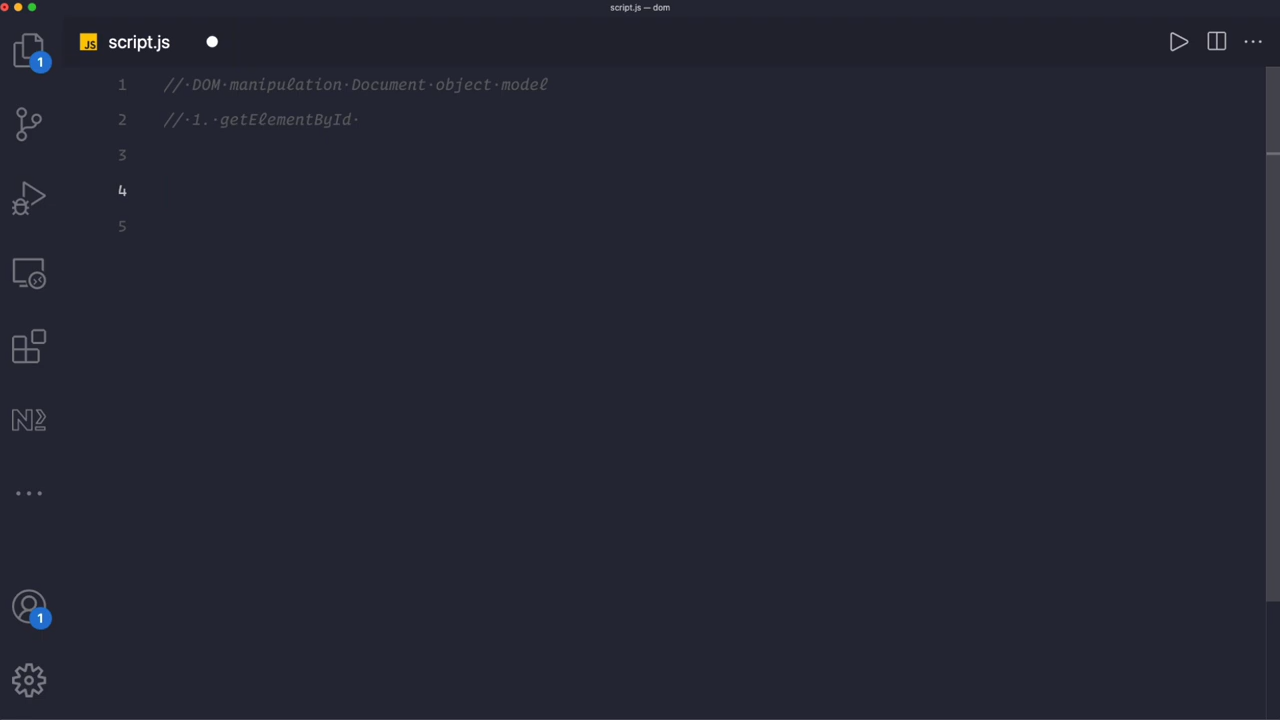 script.js — dom
JS script.js
1 // DOM manipulation Document object model
1
2 // 1. getElementById
3
4
5
1